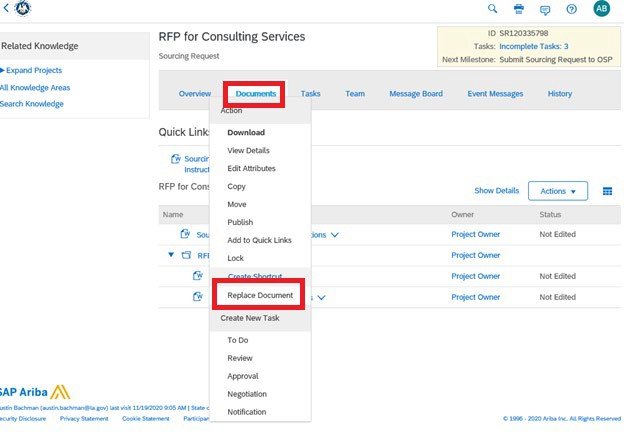 RFP for Consulting Services
Sourcing Request
ID SR120335798
Tasks: Incomplete Tasks: 3
Next Milestone: Submit Sourcing Request to OSP
AB
Related Knowledge
Expand Projects
All Knowledge Areas
Search Knowledge
Overview Documents Tasks Team Message Board Event Messages History
Action
Quick Link
Download
View Details
Edit Attributes
Copy
Move
Publish
Add to Quick Links
Lock
Create Shortcut
Replace Document
Create New Task
To Do
Review
Approval
Negotiation
Notification
Sourcin
Instruct
RFP for Cons
Show Details Actions
Name Owner Status
Sou ions Project Owner Not Edited
RFI Project Owner
Project Owner Not Edited
s Project Owner Not Edited
SAP Ariba
ustin Bachman (austin.bachman@ia.gov) last visit 11/19/2020 9:05 AM | State o
ecurity Disclosure Privacy Statement Cookie Statement Participan
© 1996 - 2020 Ariba Inc. All Rights Reserved